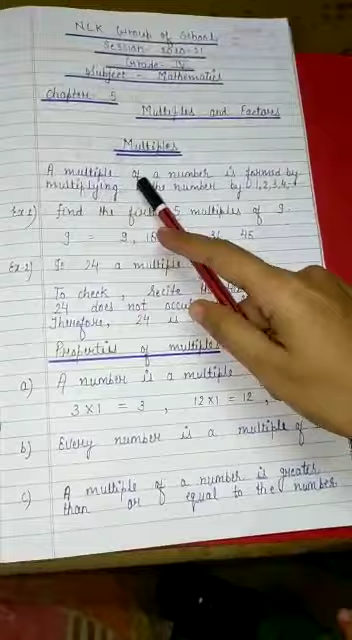 NLK Group of School
Session - 2020-21
Grade - IV
Subject - Mathematics
Chapter - 5
Multiples and Factors
Multiples
A multiple of a number is formed by
multiplying the number by 1,2,3,4--
Ex 1) find the 5 multiples of 9.
9 = 9, 36 45
Ex-2) Is 24 a multiple
To check, recite
24 does not occur
Therefore, 24 is
Properties of multiples
a) A number is a multiple
3 x 1 = 3 , 12 x 1 = 12 ,
b) Every number is a multiple of
c) A multiple of a number is greater
than or equal to the number